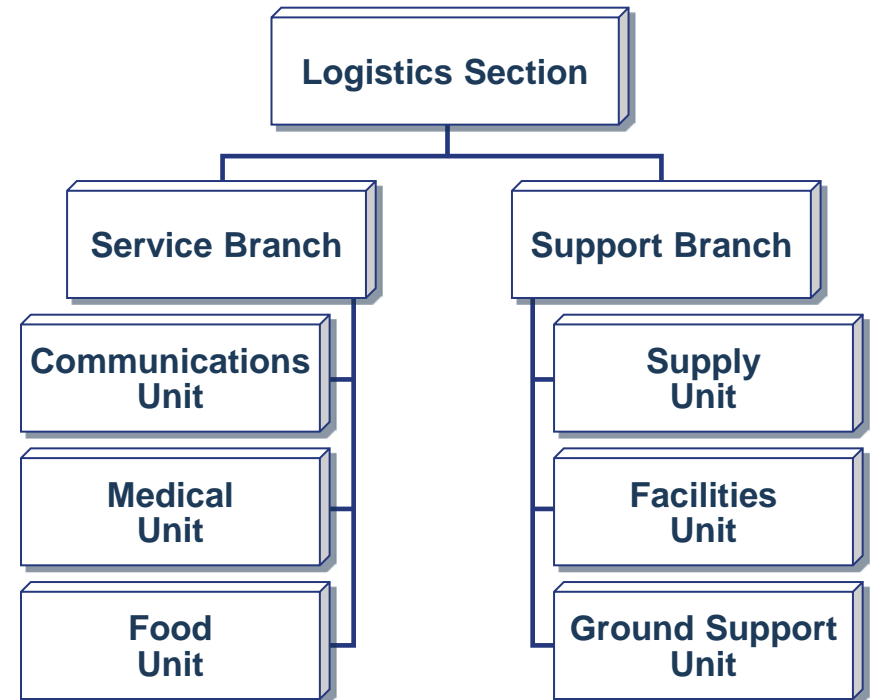 Logistics Section
Service Branch
Support Branch
Communications
Unit
Medical
Unit
Food
Unit
Supply
Unit
Facilities
Unit
Ground Support
Unit